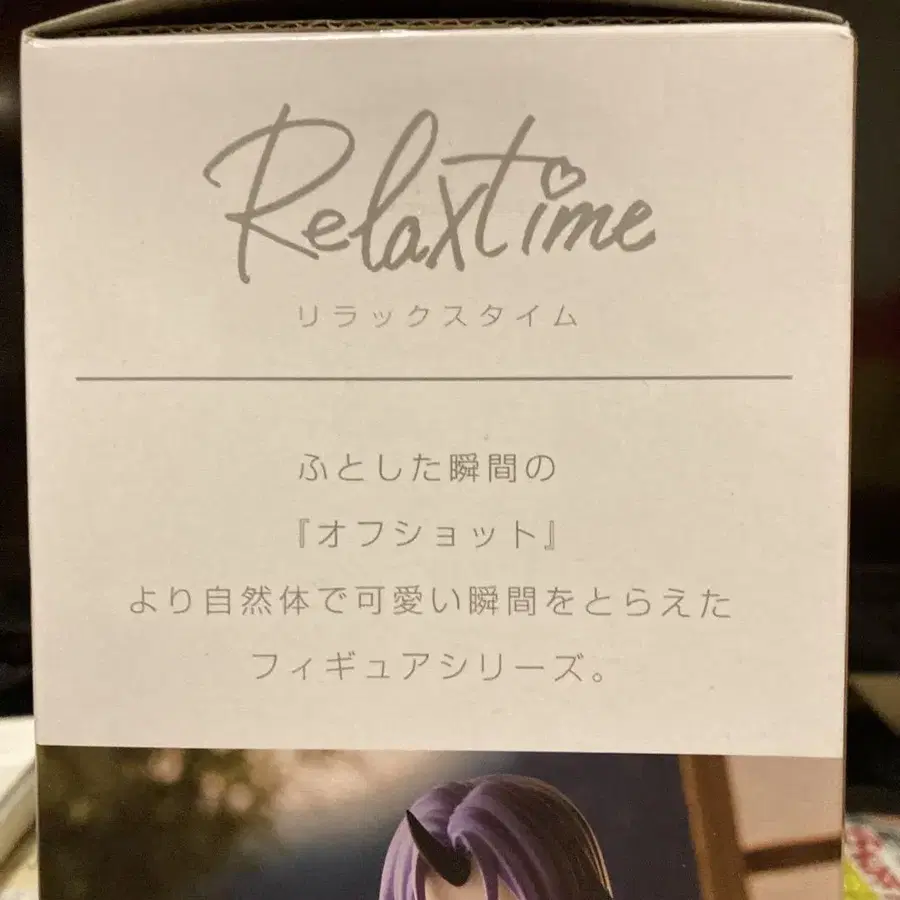 Relaxtime
リラックスタイム
ふとした瞬間の
『オフショット』
より自然体で可愛い瞬間をとらえた
フィギュアシリーズ。